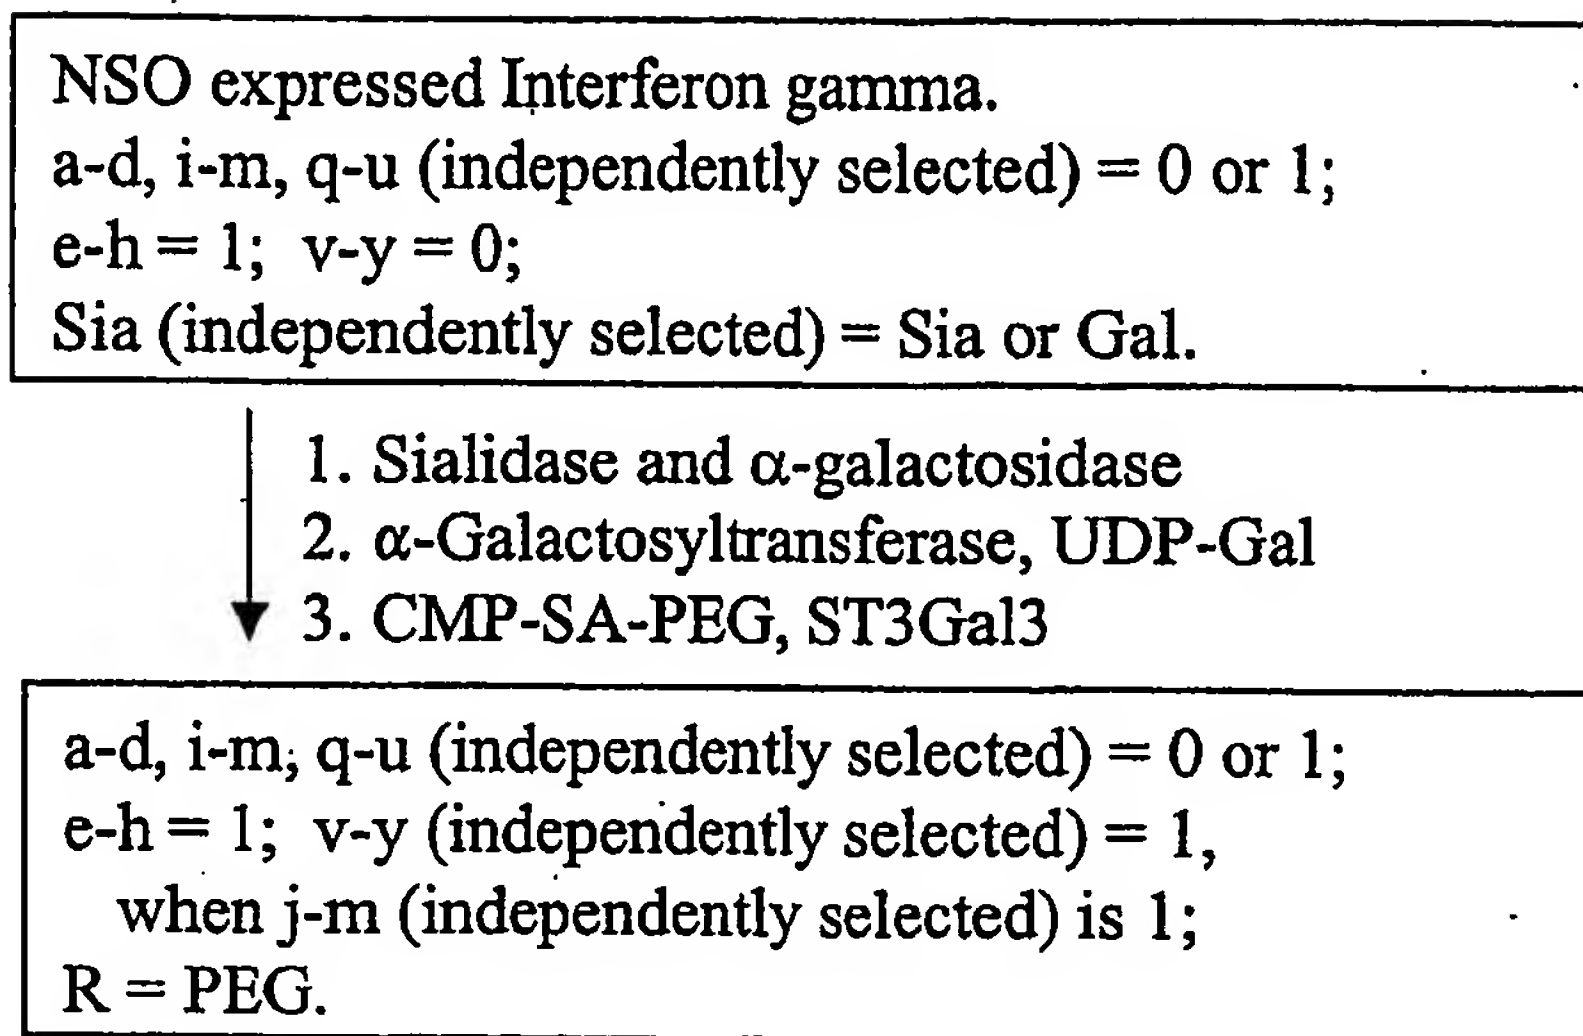 NSO expressed Interferon gamma.
a-d, i-m, q-u (independently selected) = 0 or 1;
e-h = 1; v-y = 0;
Sia (independently selected) = Sia or Gal.
1. Sialidase and α-galactosidase
2. α-Galactosyltransferase, UDP-Gal
3. CMP-SA-PEG, ST3Gal3
a-d, i-m, q-u (independently selected) = 0 or 1;
e-h = 1; v-y (independently selected) = 1,
when j-m (independently selected) is 1;
R = PEG.